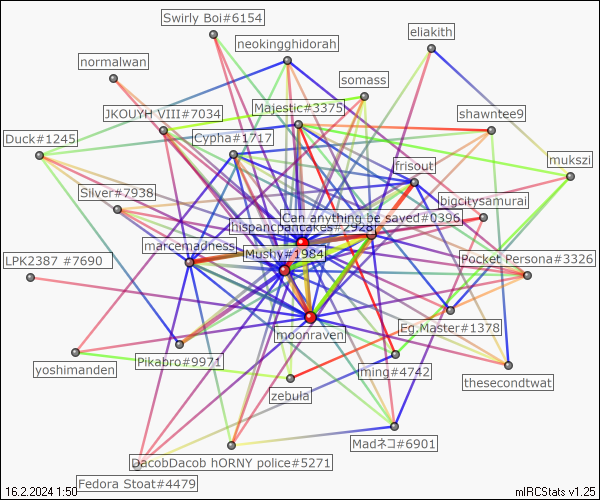 Swirly Boi#6154
eliakith
neokingghidorah
normalwan
somass
Majestic#3375
JKOUYH VIII#7034
shawntee9
Duck#1245
Cypha#1717
mukszi
frisout
Silver#7938
bigcitysamurai
Can anything be saved#0396
hispancpancakes#2928
marcemadness
Mushy#1984
LPK2387 #7690
Pocket Persona#3326
moonraven
Eg.Master#1378
Pikabro#9971
yoshimanden
ming#4742
thesecondtwat
zebula
Madネコ#6901
DacobDacob hORNY police#5271
Fedora Stoat#4479
16.2.2024 1:50
mIRCStats v1.25